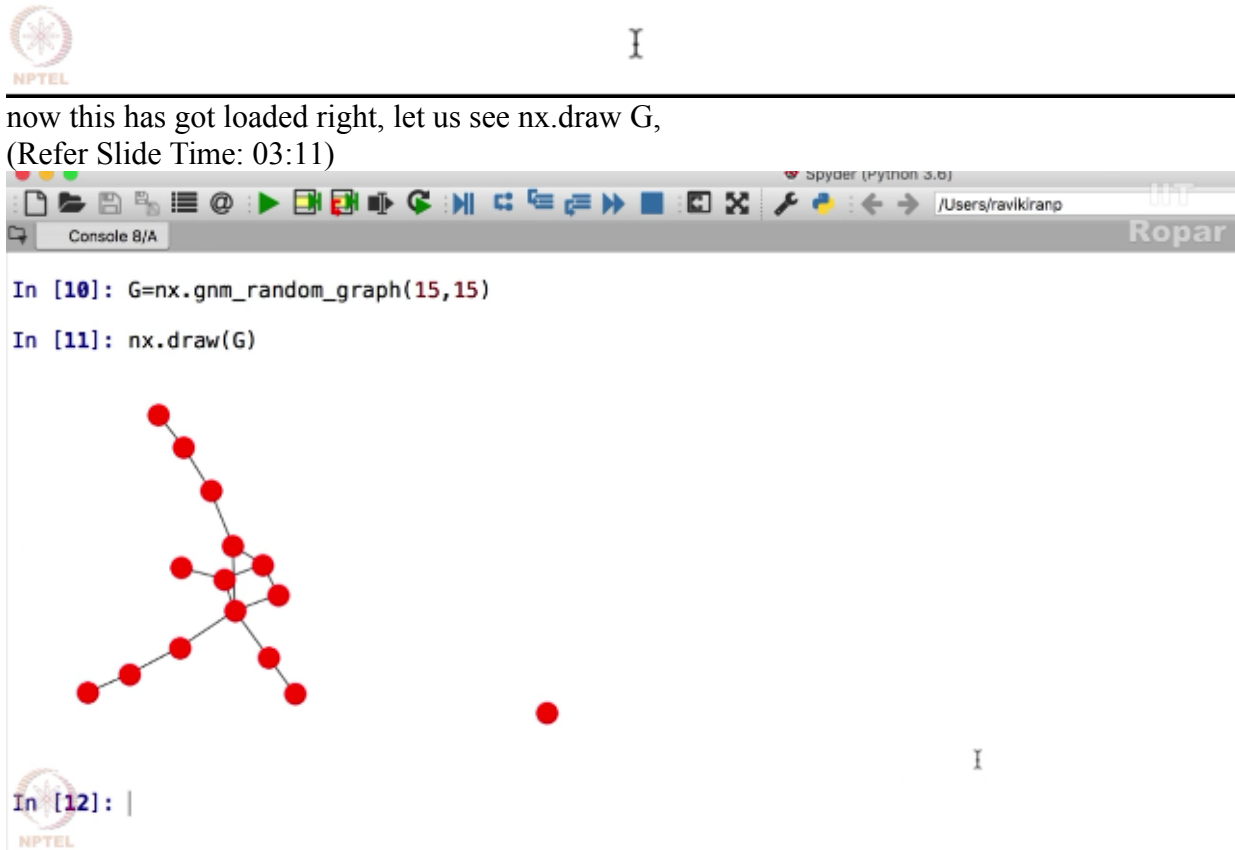 NPTEL
now this has got loaded right, let us see nx.draw G,
(Refer Slide Time: 03:11)
Spyder (Python 3.6)
/Users/ravikiranp
IIT
Ropar
Console 8/A
In [10]: G=nx.gnm_random_graph(15,15)
In [11]: nx.draw(G)
In [12]:
NPTEL